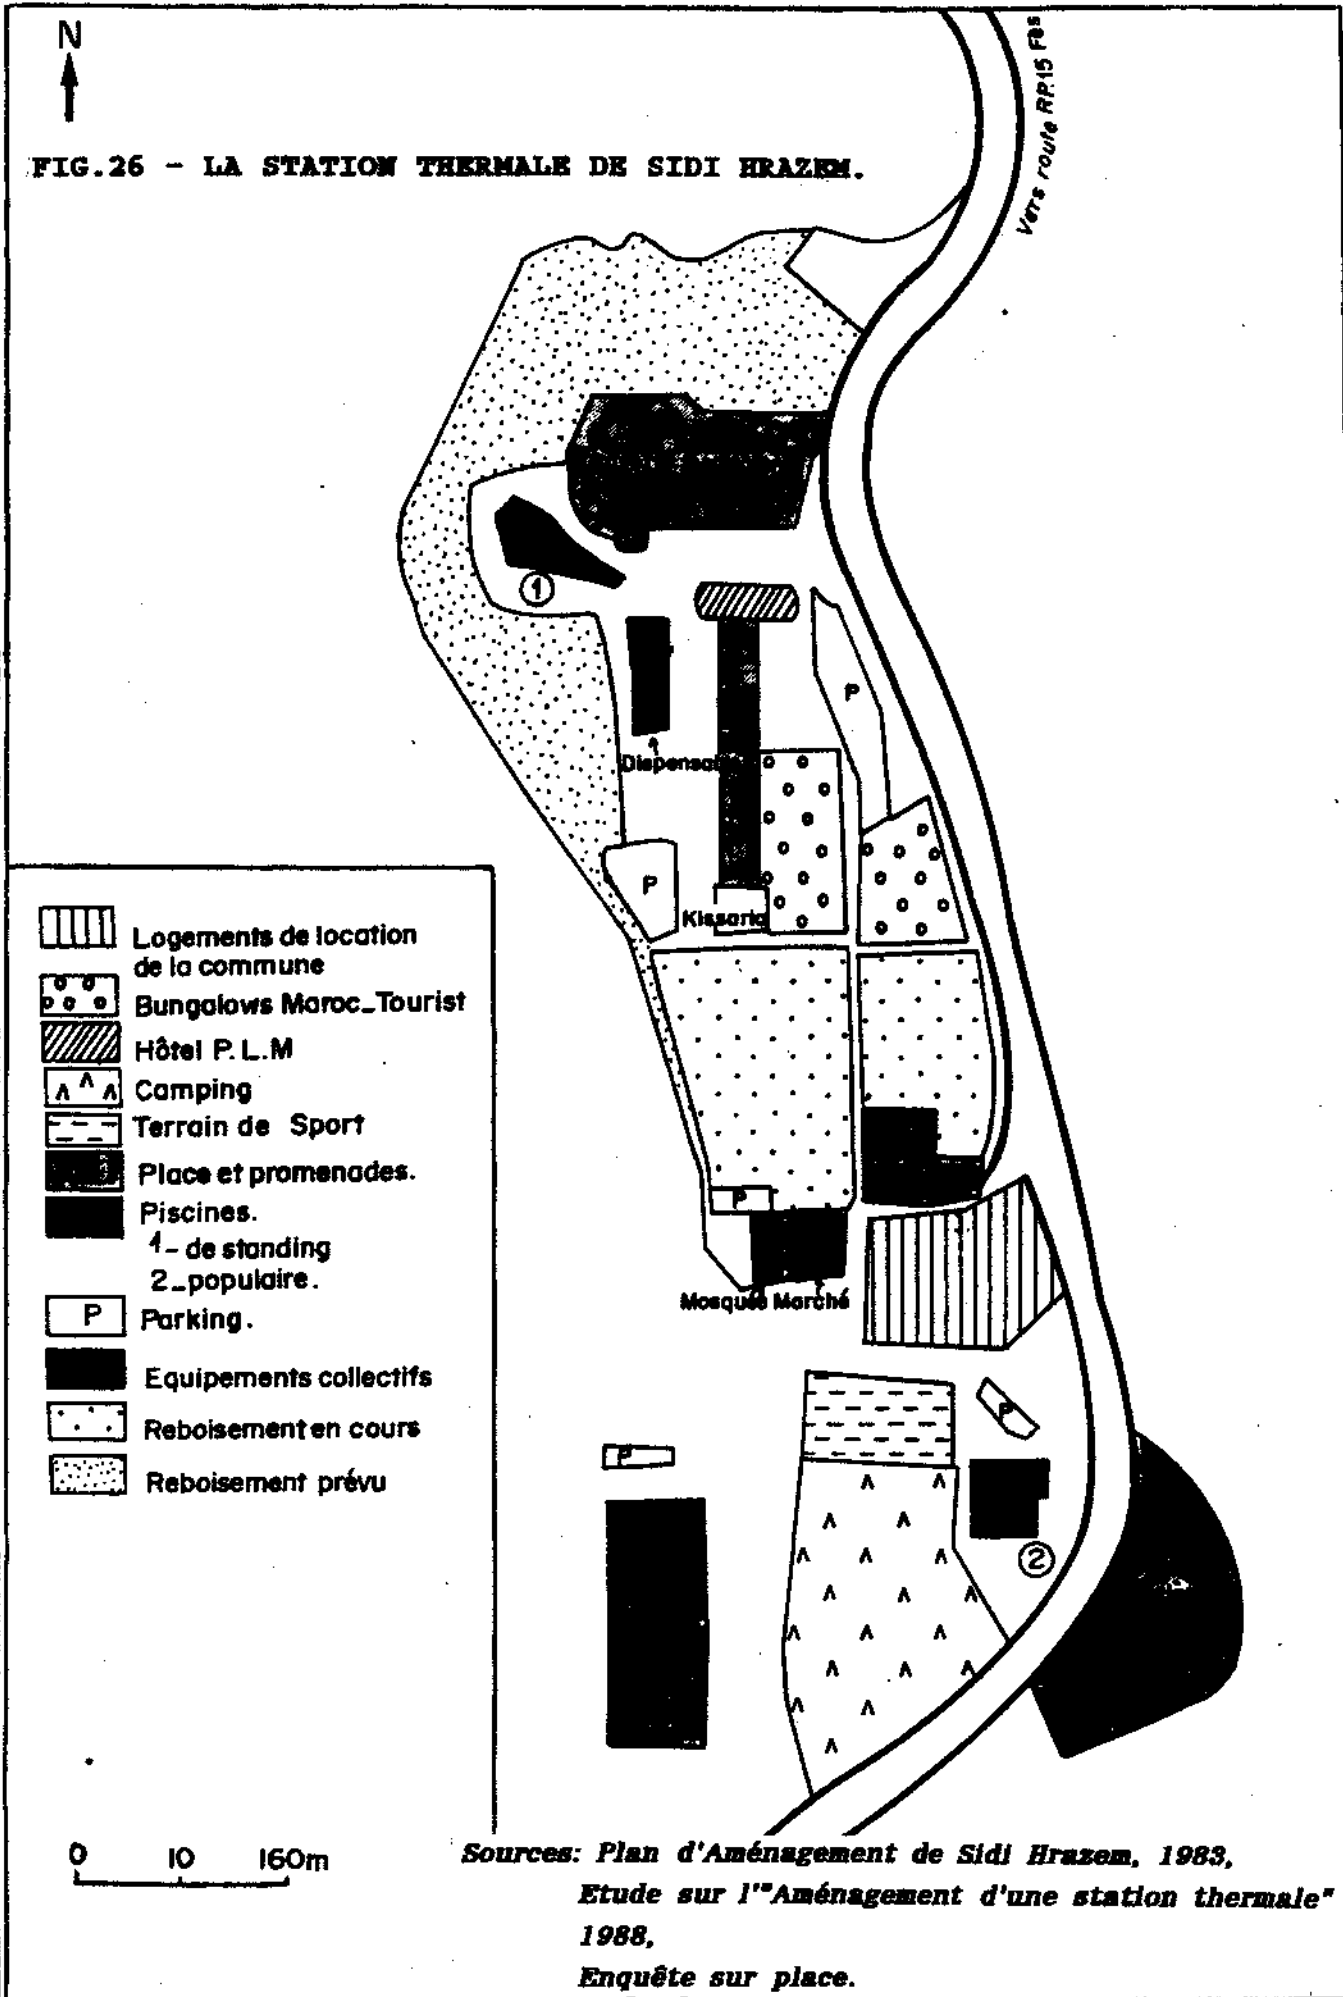 N
FIG.26 - LA STATION THERMALE DE SIDI HRAZEM.
Vers route RP.15 Fès
1
P
Dispensaire
P
Kissaria
P
Mosquée Marché
P
P
2
Logements de location
de la commune
Bungalows Maroc_Tourist
Hôtel P.L.M
Camping
Terrain de Sport
Place et promenades.
Piscines.
1- de standing
2_populaire.
P Parking.
Equipements collectifs
Reboisement en cours
Reboisement prévu
0 10 160m
Sources: Plan d'Aménagement de Sidi Hrazem, 1983,
Etude sur l'"Aménagement d'une station thermale"
1988,
Enquête sur place.